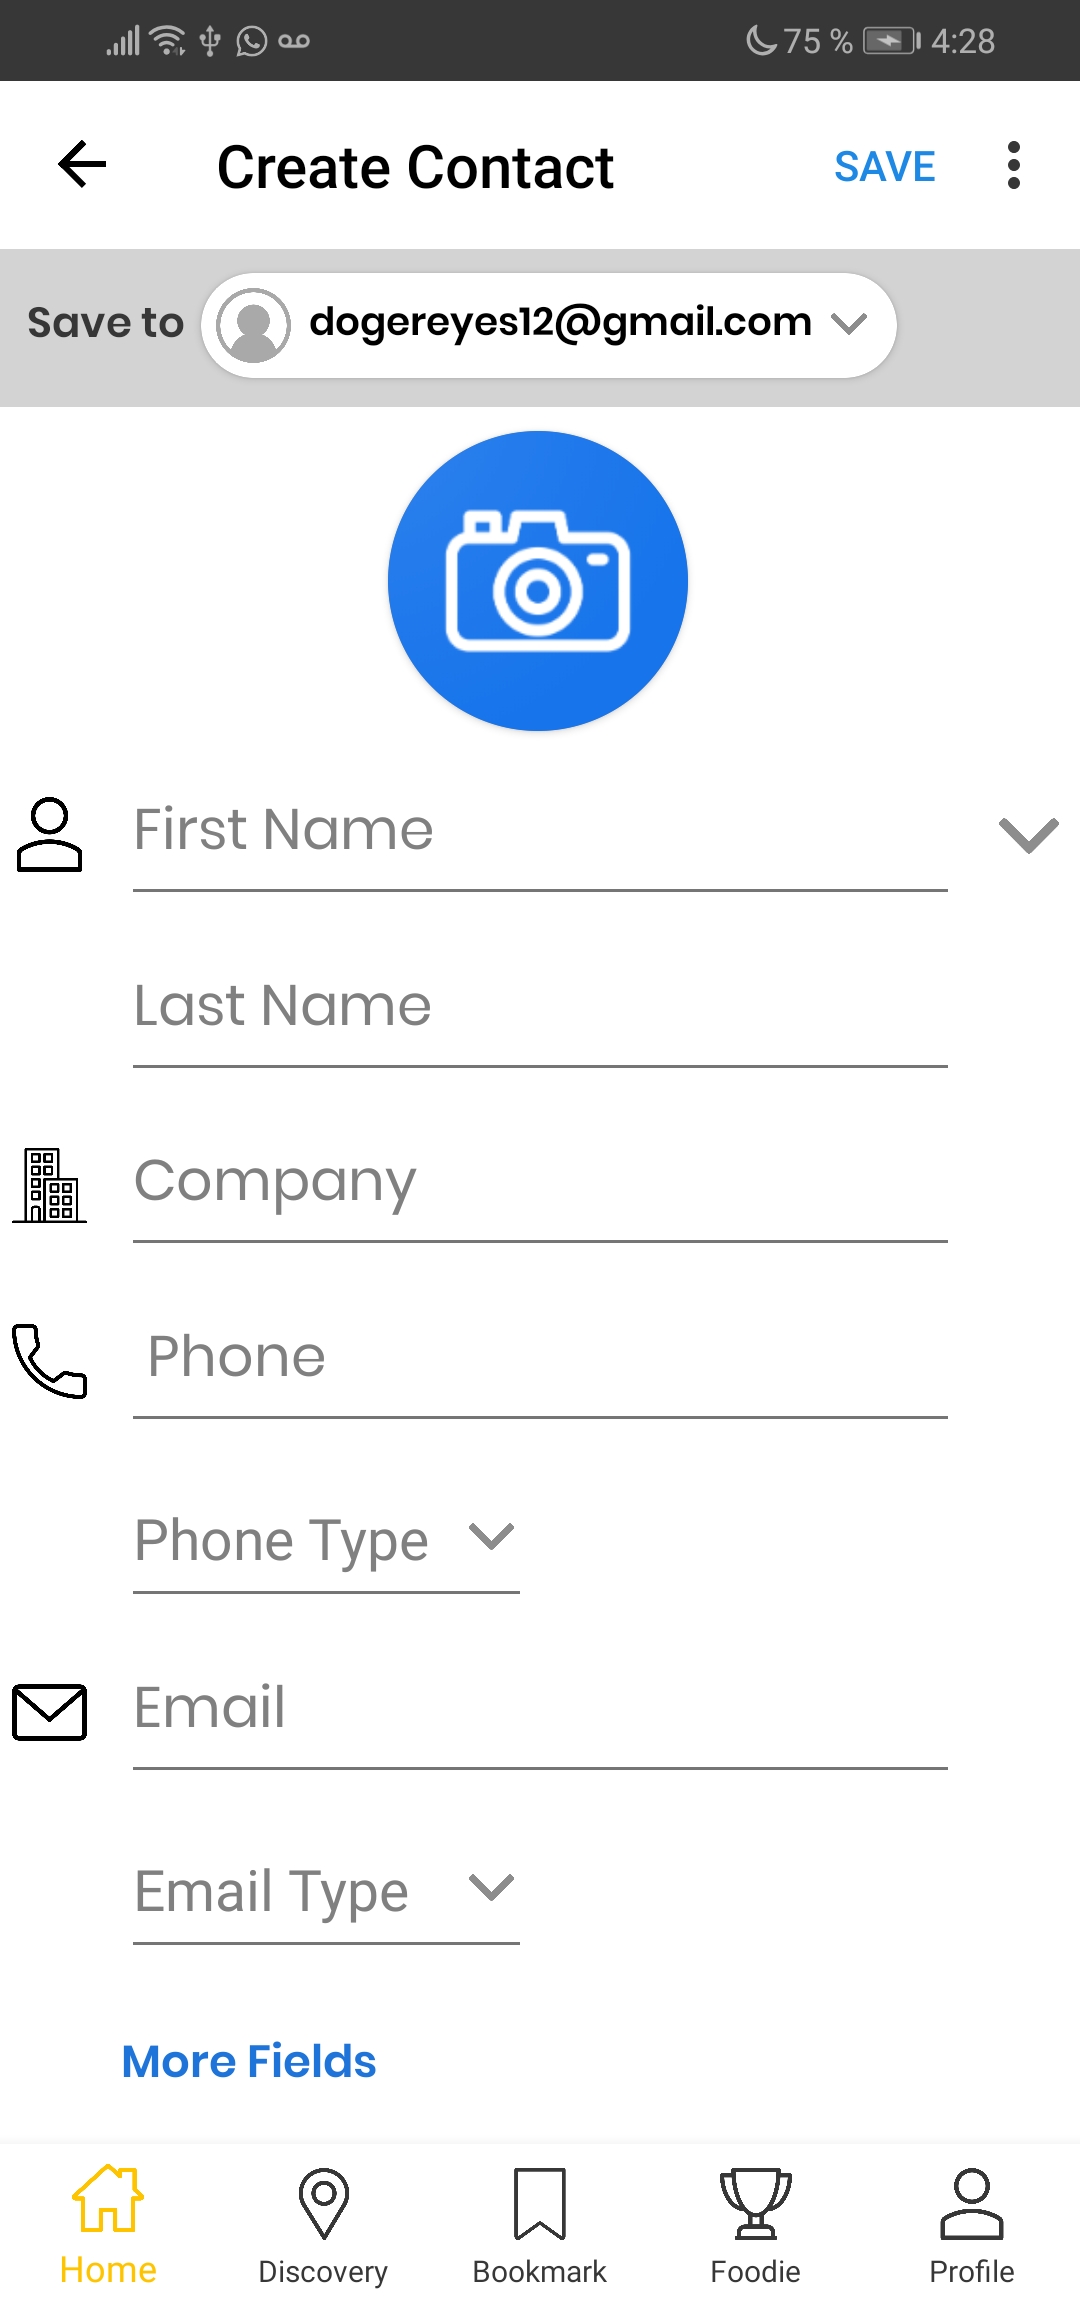 75 % 4:28
Create Contact SAVE
Save to dogereyes12@gmail.com
First Name
Last Name
Company
Phone
Phone Type
Email
Email Type
More Fields
Home Discovery Bookmark Foodie Profile